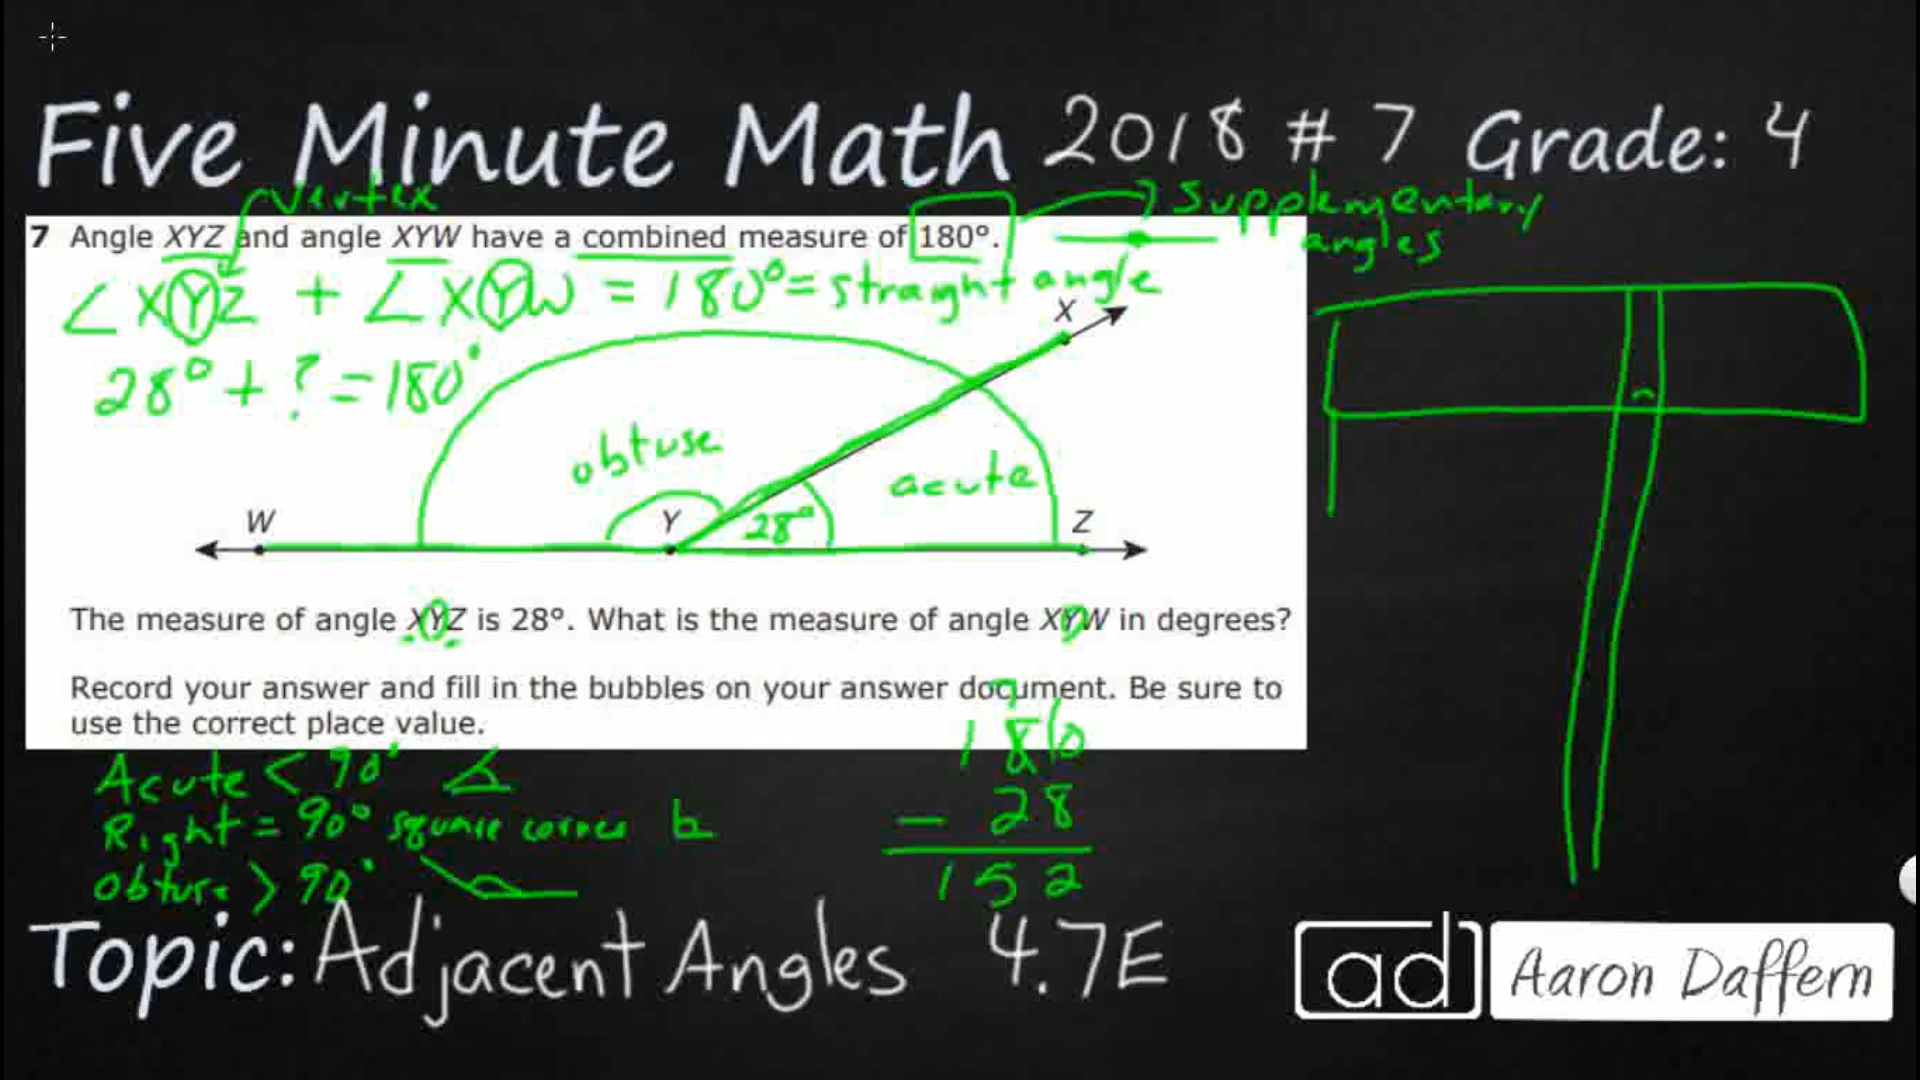 Five Minute Math 2018 # 7 Grade: 4
vertex
Supplementary
angles
7 Angle XYZ and angle XYW have a combined measure of 180°.
∠XYZ + ∠XYW = 180° = straight angle
28° + ? = 180°
X
obtuse
acute
W
Y
28°
Z
The measure of angle XYZ is 28°. What is the measure of angle XYW in degrees?
Record your answer and fill in the bubbles on your answer document. Be sure to
use the correct place value.
7
180
- 28
152
Acute < 90°
Right = 90° square corner
Obtuse > 90°
Topic: Adjacent Angles 4.7E
ad Aaron Daffern